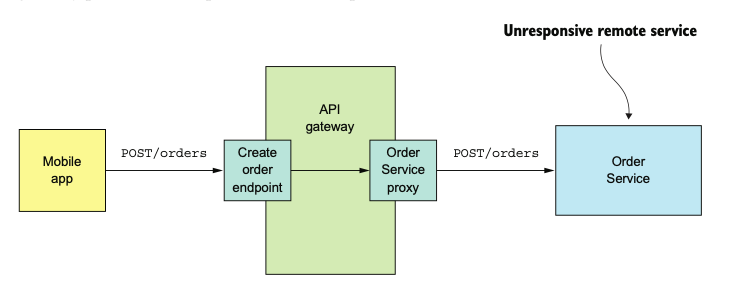 Unresponsive remote service
API
gateway
Mobile
app
POST/orders
Create
order
endpoint
Order
Service
proxy
POST/orders
Order
Service